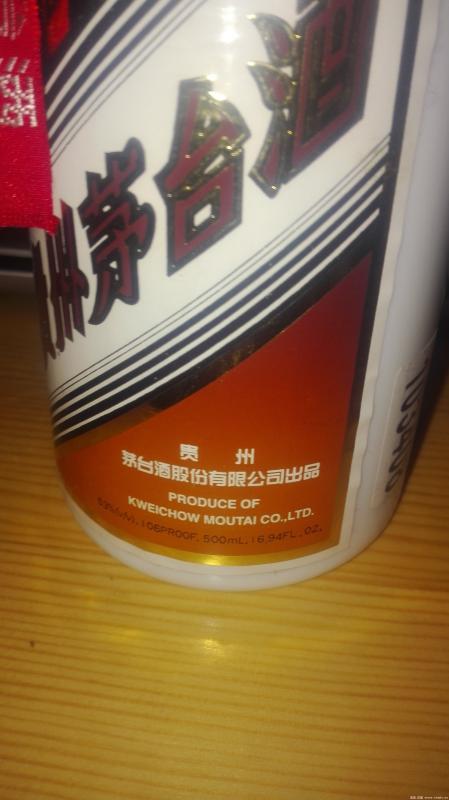 贵州茅台酒
贵 州
茅台酒股份有限公司出品
PRODUCE OF
KWEICHOW MOUTAI CO.,LTD.
53%(v/v). 106PROOF. 500mL. 16.94FL. OZ.